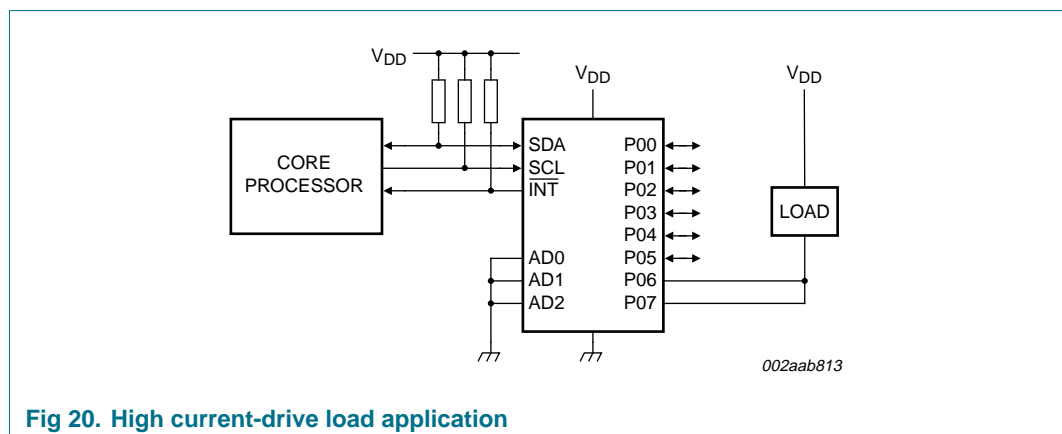 VDD
VDD
VDD
CORE
PROCESSOR
SDA
SCL
INT
AD0
AD1
AD2
P00
P01
P02
P03
P04
P05
P06
P07
LOAD
002aab813
Fig 20. High current-drive load application